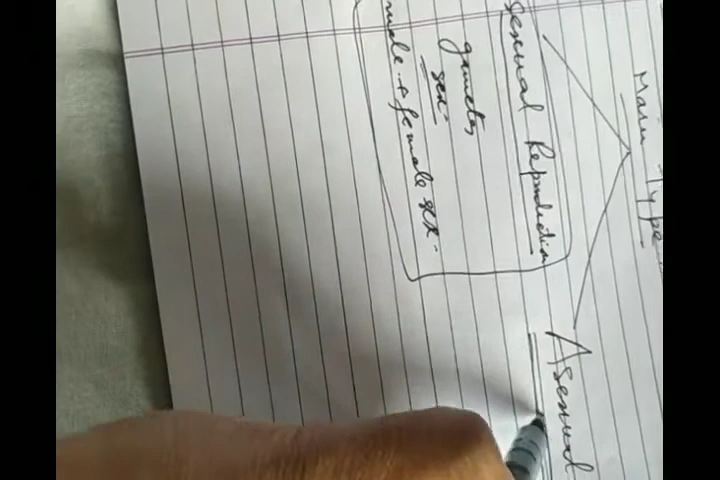 Main Type
Sexual Reproduction
gametes
sex.
male + female sex.
Asexual